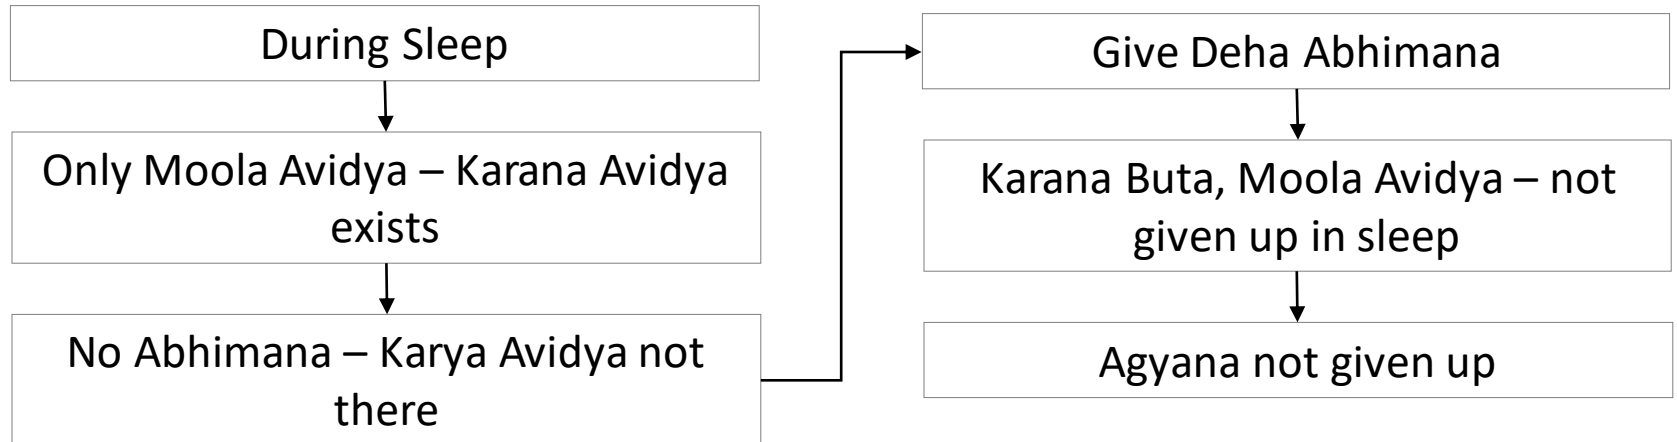 During Sleep
Only Moola Avidya – Karana Avidya
exists
No Abhimana – Karya Avidya not
there
Give Deha Abhimana
Karana Buta, Moola Avidya – not
given up in sleep
Agyana not given up